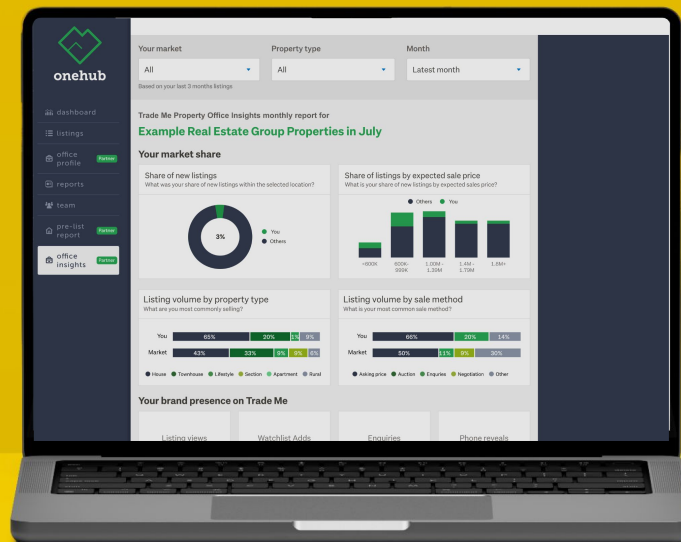 onehub
dashboard
listings
office profile Partner
reports
team
pre-list report Partner
office insights Partner
Your market
Property type
Month
All
All
Latest month
Based on your last 3 months listings
Trade Me Property Office Insights monthly report for
Example Real Estate Group Properties in July
Your market share
Share of new listings
What was your share of new listings within the selected location?
3%
You
Others
Share of listings by expected sale price
What is your share of new listings by expected sales price?
Others You
<600K
600K-
999K
1.00M -
1.39M
1.4M -
1.79M
1.8M+
Listing volume by property type
What are you most commonly selling?
You 65% 20% 1% 9%
Market 43% 33% 9% 9% 6%
House Townhouse Lifestyle Section Apartment Rural
Listing volume by sale method
What is your most common sale method?
You 66% 20% 14%
Market 50% 11% 9% 30%
Asking price Auction Enquries Negotiation Other
Your brand presence on Trade Me
Listing views
Watchlist Adds
Enquiries
Phone reveals